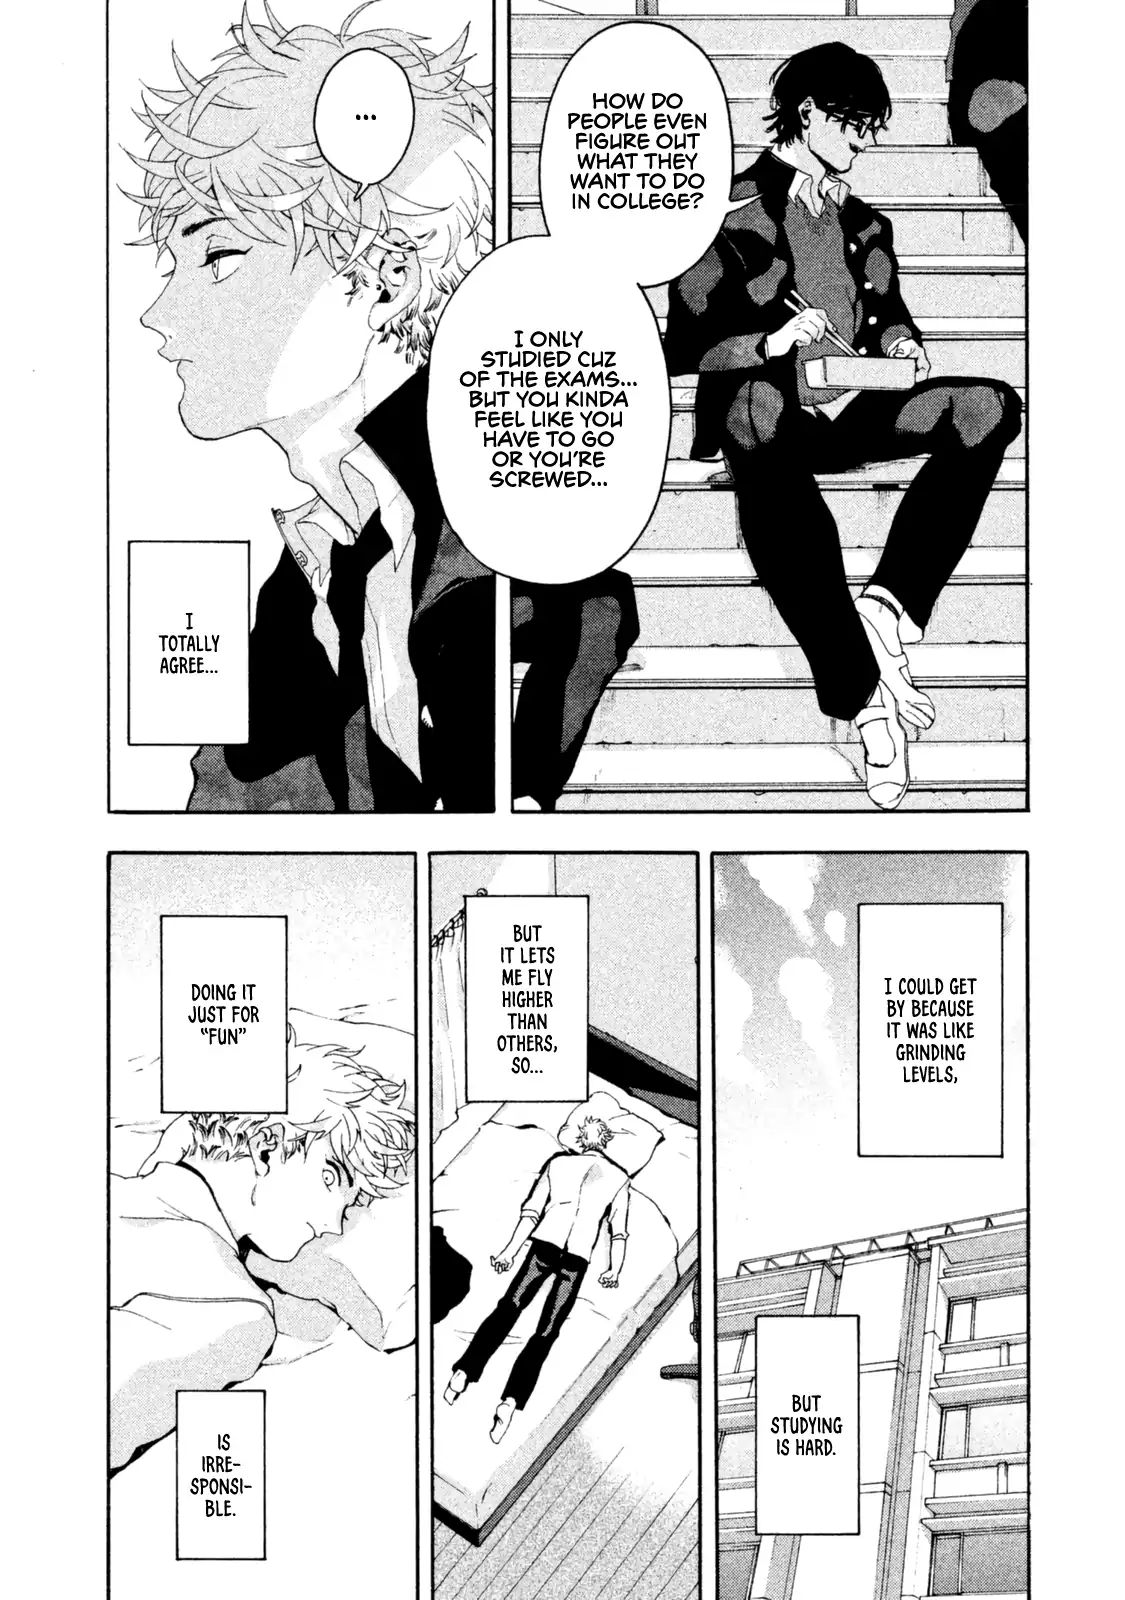 HOW DO
PEOPLE EVEN
FIGURE OUT
WHAT THEY
WANT TO DO
IN COLLEGE?
I ONLY
STUDIED CUZ
OF THE EXAMS...
BUT YOU KINDA
FEEL LIKE YOU
HAVE TO GO
OR YOU'RE
SCREWED...
...
I
TOTALLY
AGREE...
I COULD GET
BY BECAUSE
IT WAS LIKE
GRINDING
LEVELS,
BUT
STUDYING
IS HARD.
BUT
IT LETS
ME FLY
HIGHER
THAN
OTHERS,
SO...
DOING IT
JUST FOR
"FUN"
IS
IRRE-
SPONSI-
BLE.